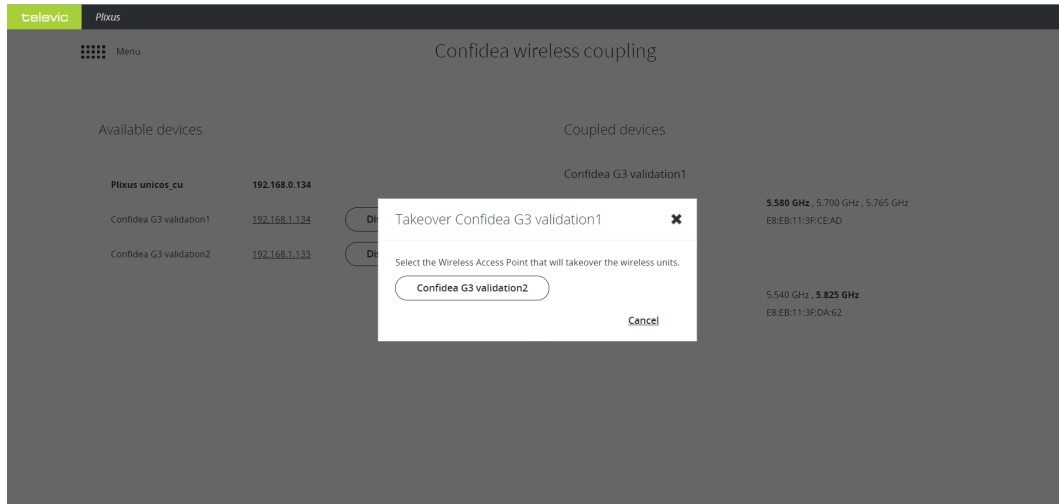 televic
Plixus
Menu
Confidea wireless coupling
Available devices
Coupled devices
Confidea G3 validation1
Plixus unicos_cu 192.168.0.134
Confidea G3 validation1 192.168.1.134
Confidea G3 validation2 192.168.1.133
5.580 GHz , 5.700 GHz , 5.765 GHz
E8:EB:11:3F:CE:AD
5.540 GHz , 5.825 GHz
E8:EB:11:3F:DA:62
Takeover Confidea G3 validation1
Select the Wireless Access Point that will takeover the wireless units.
Confidea G3 validation2
Cancel